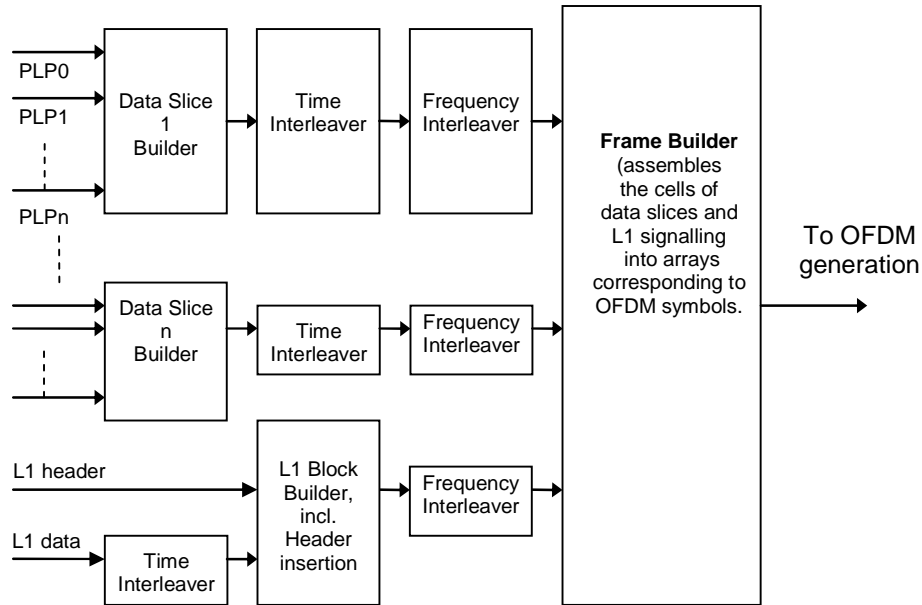 PLP0
PLP1
PLPn
Data Slice
1
Builder
Time
Interleaver
Frequency
Interleaver
Data Slice
n
Builder
Time
Interleaver
Frequency
Interleaver
L1 header
L1 data
Time
Interleaver
L1 Block
Builder,
incl.
Header
insertion
Frequency
Interleaver
Frame Builder
(assembles
the cells of
data slices and
L1 signalling
into arrays
corresponding to
OFDM symbols.
To OFDM
generation